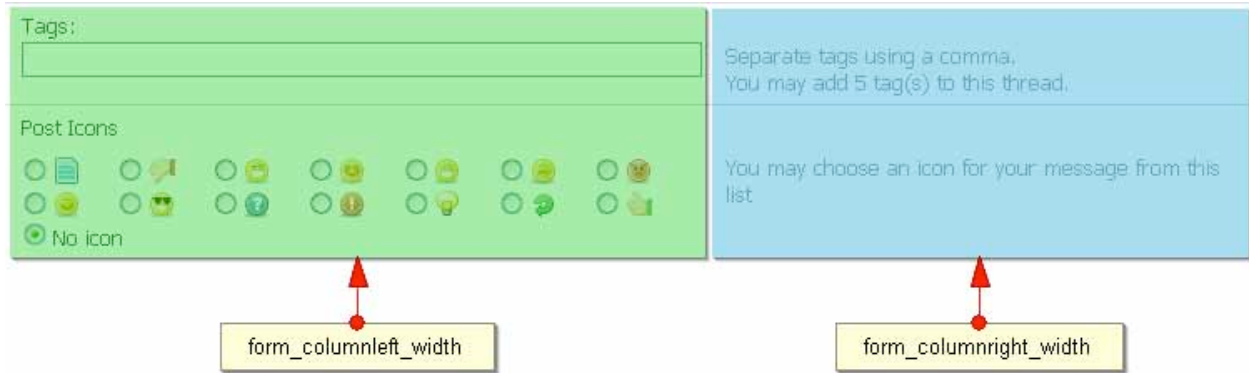 Tags:
Separate tags using a comma.
You may add 5 tag(s) to this thread.
Post Icons
You may choose an icon for your message from this
list
No icon
form_columnleft_width
form_columnright_width